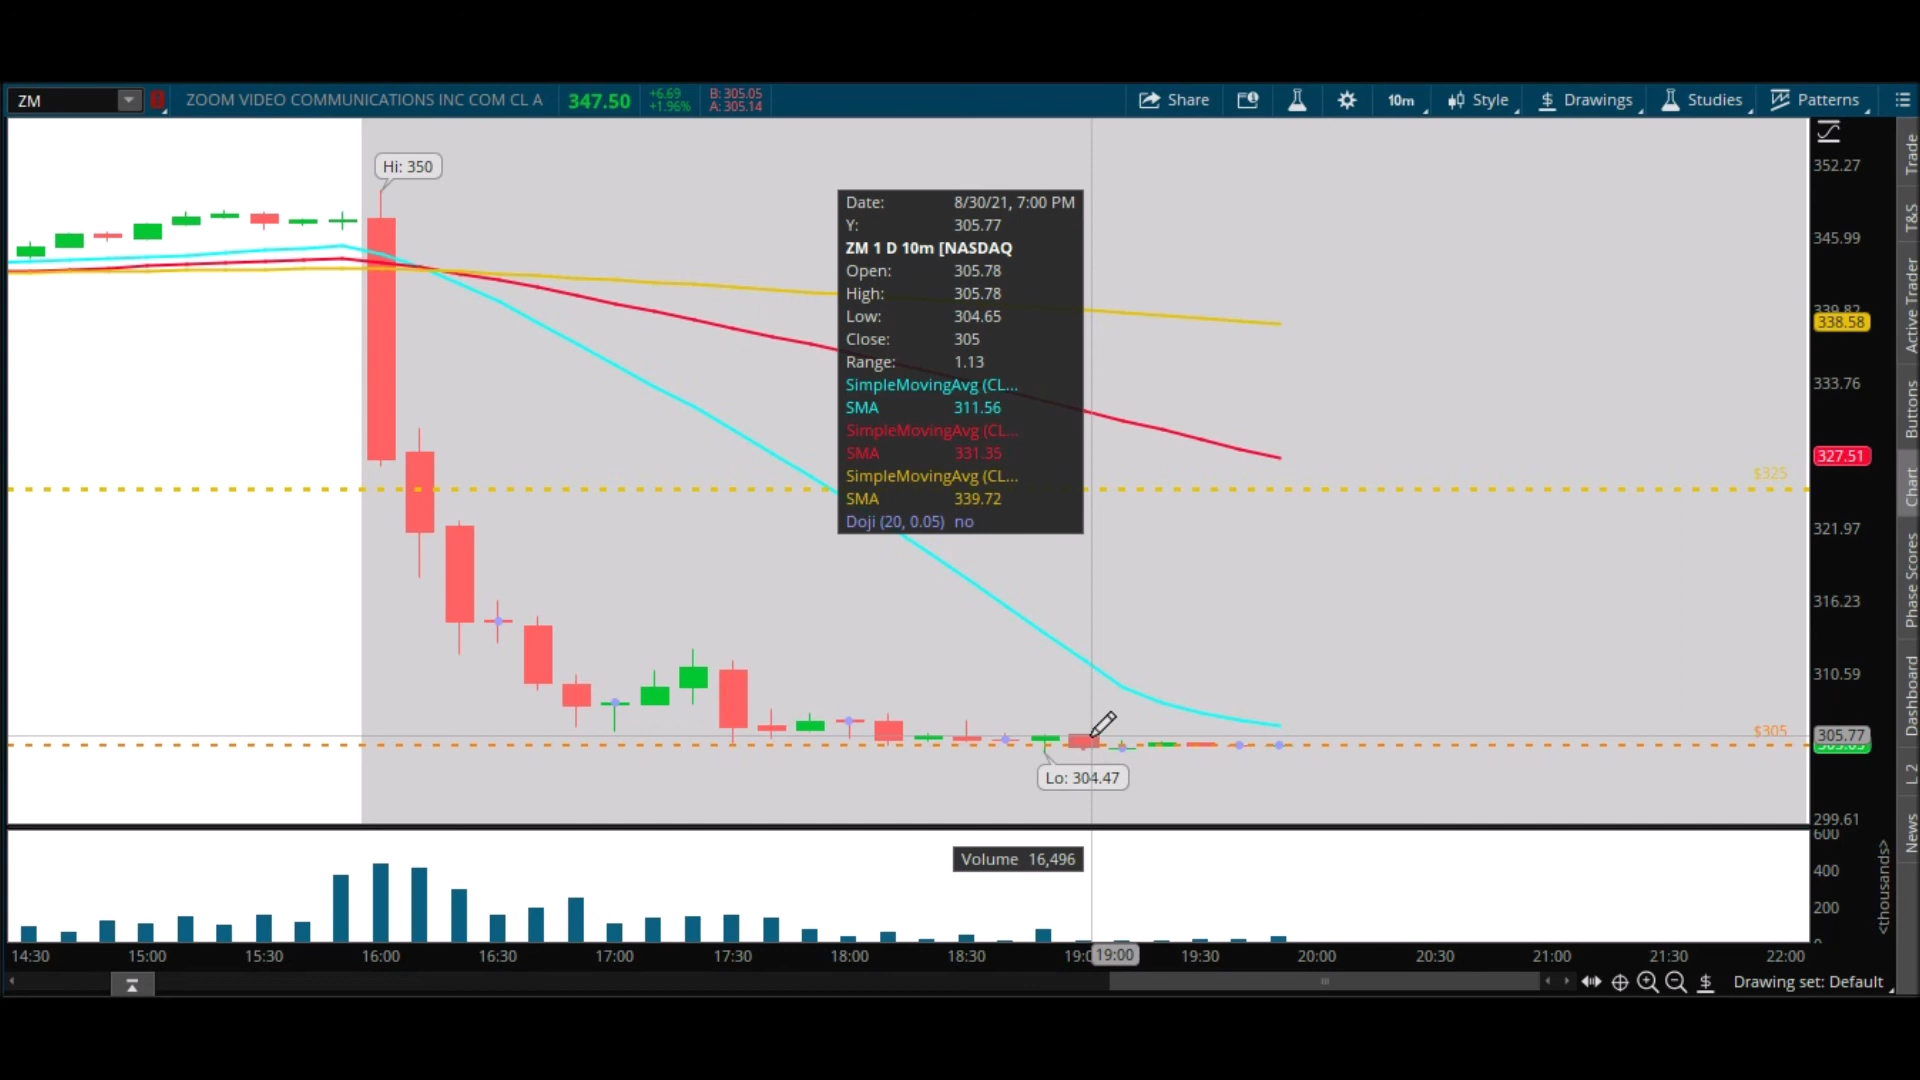 ZM
ZOOM VIDEO COMMUNICATIONS INC COM CL A
347.50
+6.69
+1.96%
B: 305.05
A: 305.14
Share
10m
Style
$ Drawings
Studies
Patterns
Hi: 350
Date: 8/30/21, 7:00 PM
Y: 305.77
ZM 1 D 10m [NASDAQ
Open: 305.78
High: 305.78
Low: 304.65
Close: 305
Range: 1.13
SimpleMovingAvg (CL...
SMA 311.56
SimpleMovingAvg (CL...
SMA 331.35
SimpleMovingAvg (CL...
SMA 339.72
Doji (20, 0.05) no
$325
$305
Lo: 304.47
352.27
345.99
339.82
338.58
333.76
327.51
321.97
316.23
310.59
305.77
299.61
Volume 16,496
600
400
200
<thousands>
14:30 15:00 15:30 16:00 16:30 17:00 17:30 18:00 18:30 19:00 19:30 20:00 20:30 21:00 21:30 22:00
Drawing set: Default
Trade
T&S
Active Trader
Buttons
Chart
Phase Scores
Dashboard
L 2
News